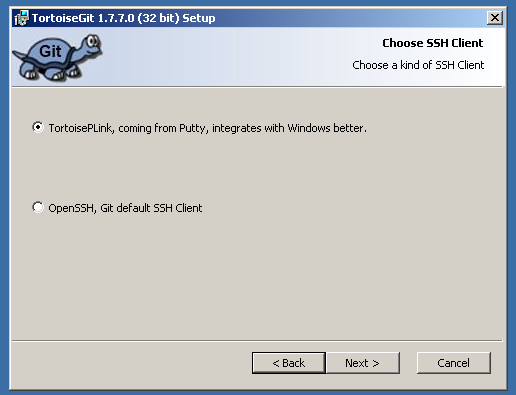 TortoiseGit 1.7.7.0 (32 bit) Setup
Git
Choose SSH Client
Choose a kind of SSH Client
TortoisePLink, coming from Putty, integrates with Windows better.
OpenSSH, Git default SSH Client
< Back Next > Cancel